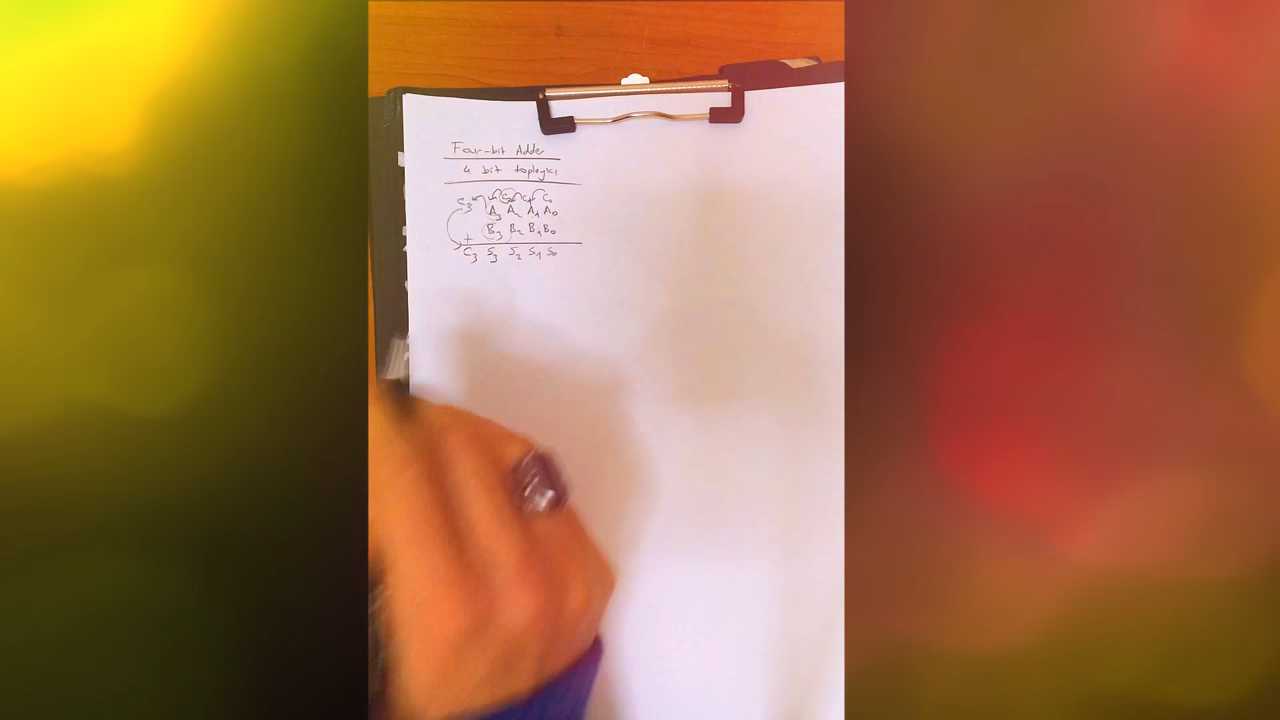 Four-bit Adder
4 bit toplayıcı
A3 A2 A1 A0
B3 B2 B1 B0
+
C3 S3 S2 S1 S0